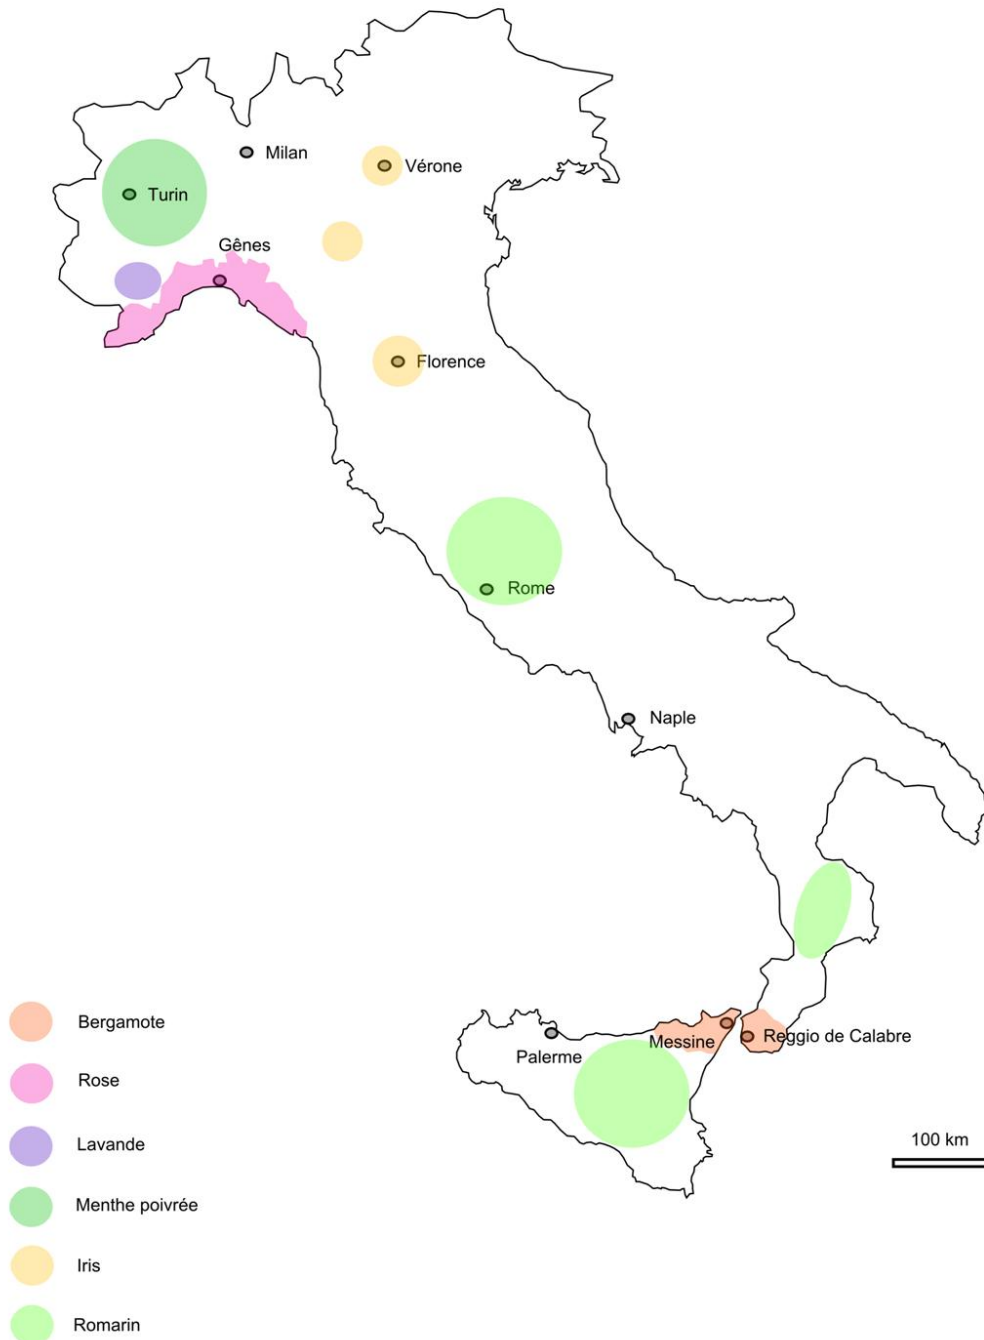 Milan
Vérone
Turin
Gênes
Florence
Rome
Naple
Messine
Reggio de Calabre
Palerme
Bergamote
Rose
Lavande
Menthe poivrée
Iris
Romarin
100 km